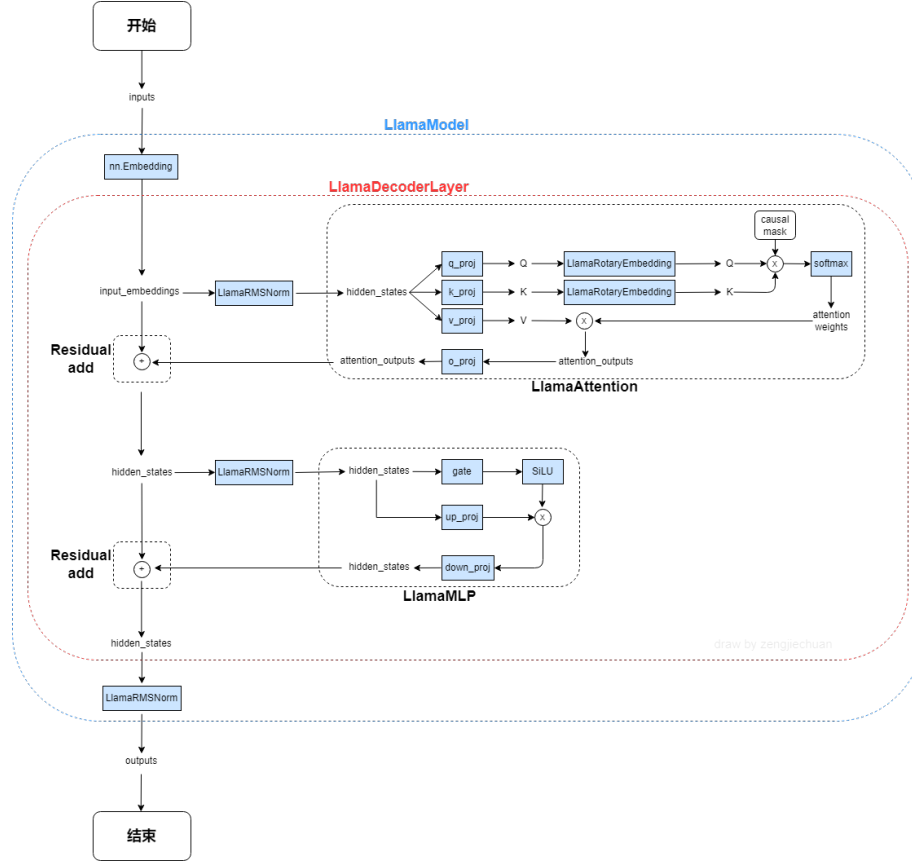 开始
inputs
LlamaModel
nn.Embedding
LlamaDecoderLayer
causal
mask
q_proj
Q
LlamaRotaryEmbedding
Q
x
softmax
input_embeddings
LlamaRMSNorm
hidden_states
k_proj
K
LlamaRotaryEmbedding
K
v_proj
V
x
attention
weights
Residual
add
+
attention_outputs
o_proj
attention_outputs
LlamaAttention
hidden_states
LlamaRMSNorm
hidden_states
gate
SiLU
up_proj
x
Residual
add
+
hidden_states
down_proj
LlamaMLP
hidden_states
draw by zengjiechuan
LlamaRMSNorm
outputs
结束